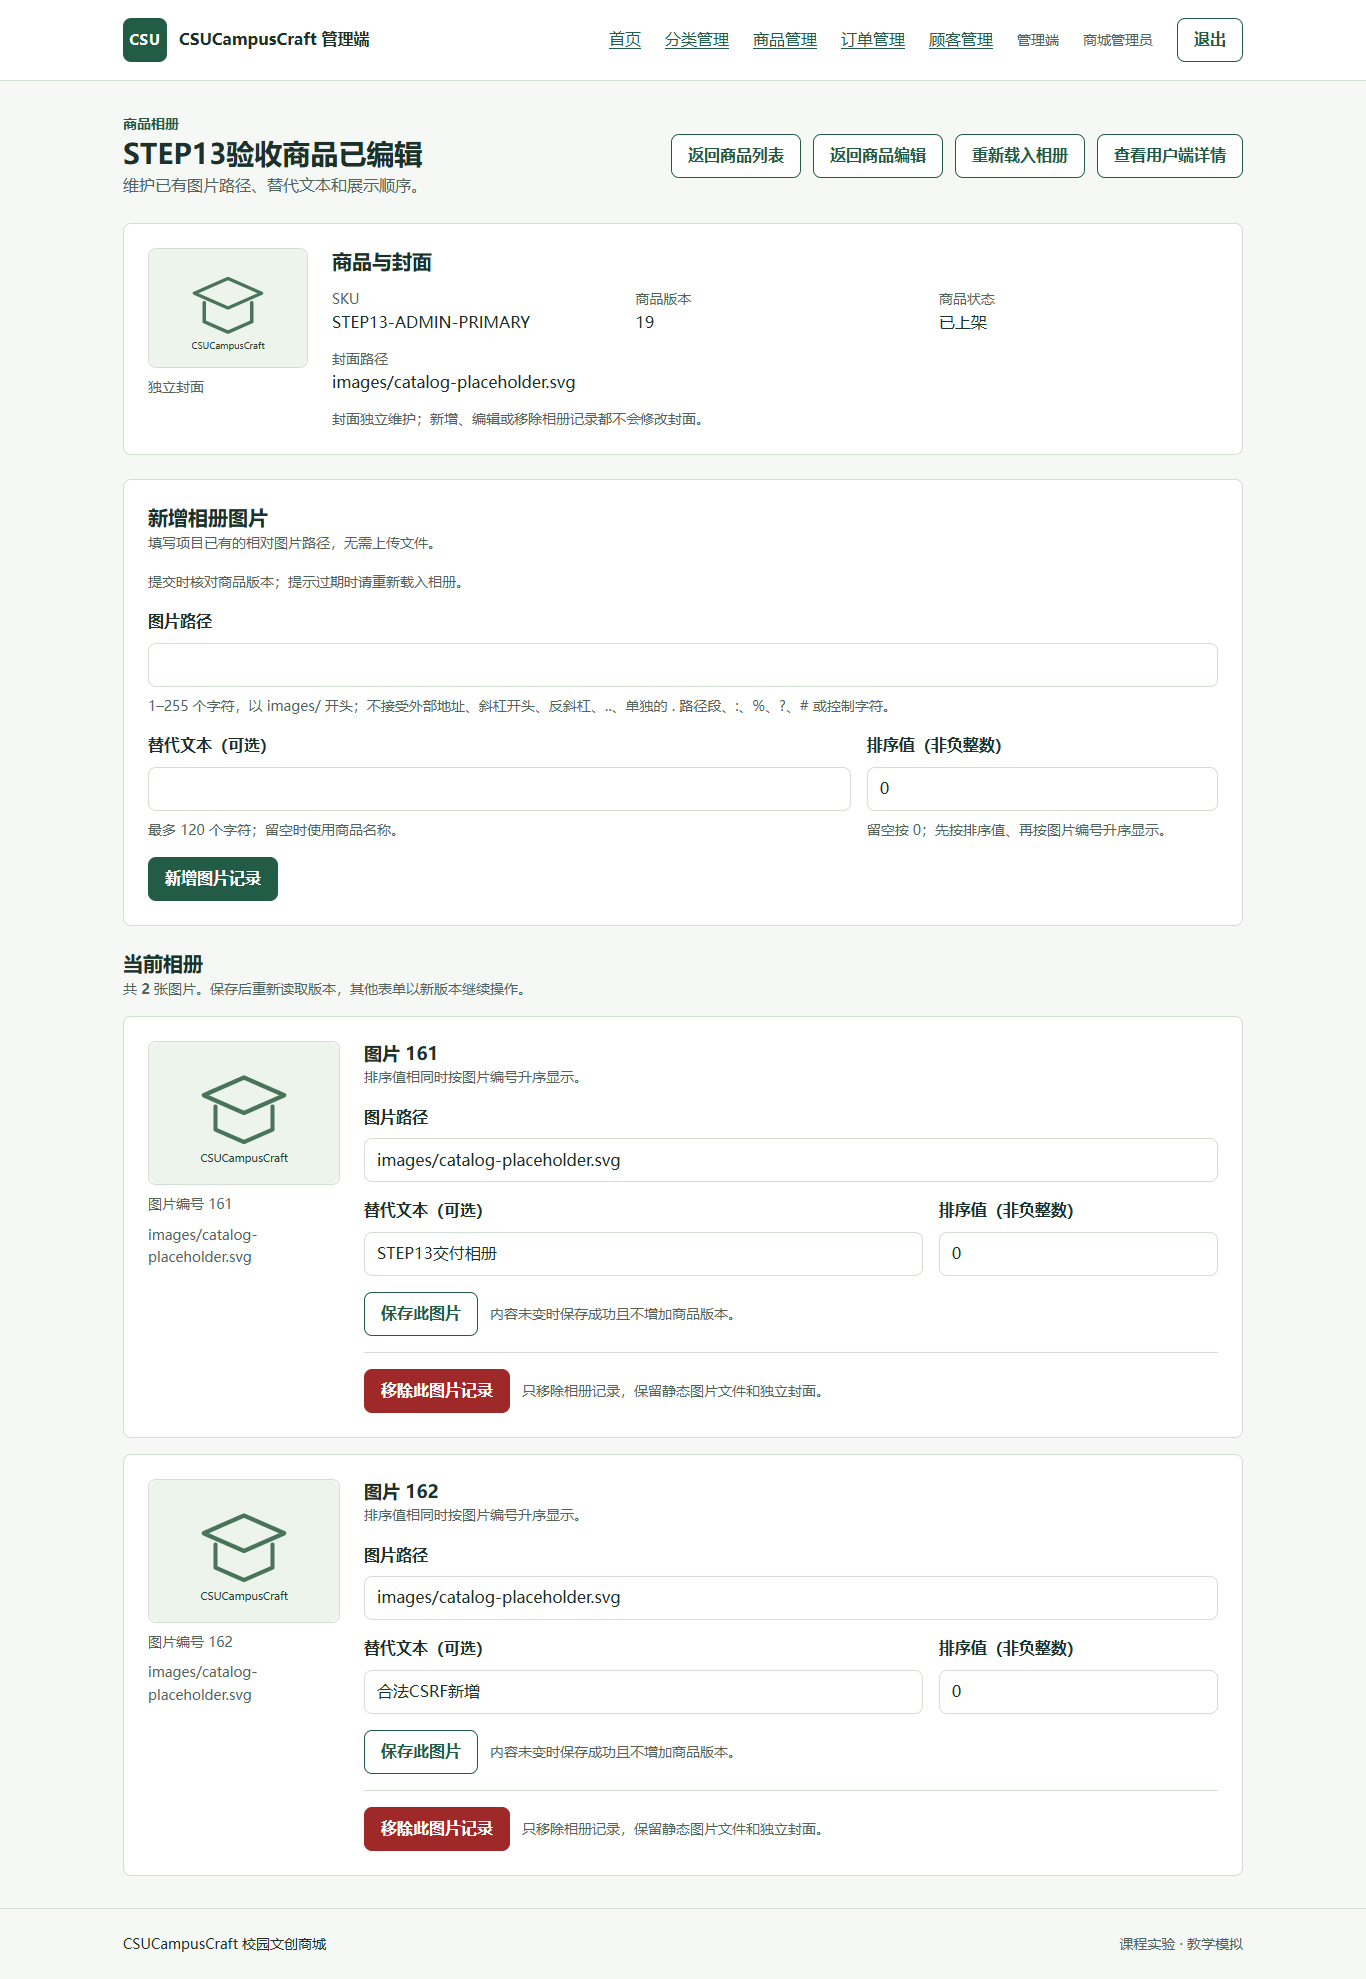 CSU CSUCampusCraft 管理端 首页 分类管理 商品管理 订单管理 顾客管理 管理端 商城管理员 退出
商品相册
STEP13验收商品已编辑
维护已有图片路径、替代文本和展示顺序。
返回商品列表 返回商品编辑 重新载入相册 查看用户端详情
CSUCampusCraft
独立封面
商品与封面
SKU 商品版本 商品状态
STEP13-ADMIN-PRIMARY 19 已上架
封面路径
images/catalog-placeholder.svg
封面独立维护；新增、编辑或移除相册记录都不会修改封面。
新增相册图片
填写项目已有的相对图片路径，无需上传文件。
提交时核对商品版本；提示过期时请重新载入相册。
图片路径
1–255 个字符，以 images/ 开头；不接受外部地址、斜杠开头、反斜杠、..、单独的 . 路径段、:、%、?、# 或控制字符。
替代文本（可选） 排序值（非负整数）
0
最多 120 个字符；留空时使用商品名称。 留空按 0；先按排序值、再按图片编号升序显示。
新增图片记录
当前相册
共 2 张图片。保存后重新读取版本，其他表单以新版本继续操作。
CSUCampusCraft
图片编号 161
images/catalog-
placeholder.svg
图片 161
排序值相同时按图片编号升序显示。
图片路径
images/catalog-placeholder.svg
替代文本（可选） 排序值（非负整数）
STEP13交付相册 0
保存此图片 内容未变时保存成功且不增加商品版本。
移除此图片记录 只移除相册记录，保留静态图片文件和独立封面。
CSUCampusCraft
图片编号 162
images/catalog-
placeholder.svg
图片 162
排序值相同时按图片编号升序显示。
图片路径
images/catalog-placeholder.svg
替代文本（可选） 排序值（非负整数）
合法CSRF新增 0
保存此图片 内容未变时保存成功且不增加商品版本。
移除此图片记录 只移除相册记录，保留静态图片文件和独立封面。
CSUCampusCraft 校园文创商城 课程实验 · 教学模拟